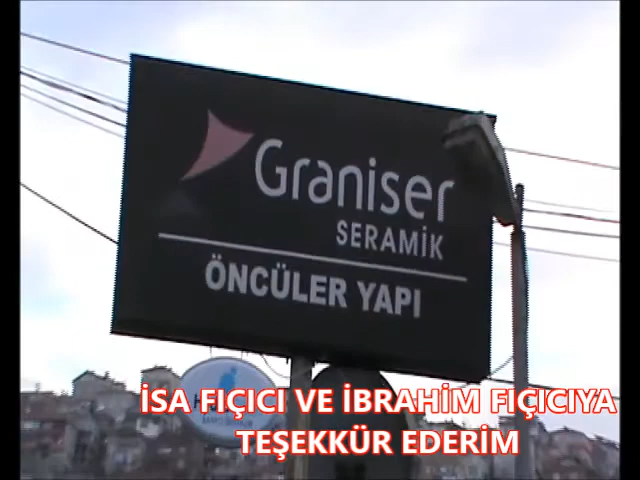 Graniser
SERAMİK
ÖNCÜLER YAPI
İSA FIÇICI VE İBRAHİM FIÇICIYA
TEŞEKKÜR EDERİM